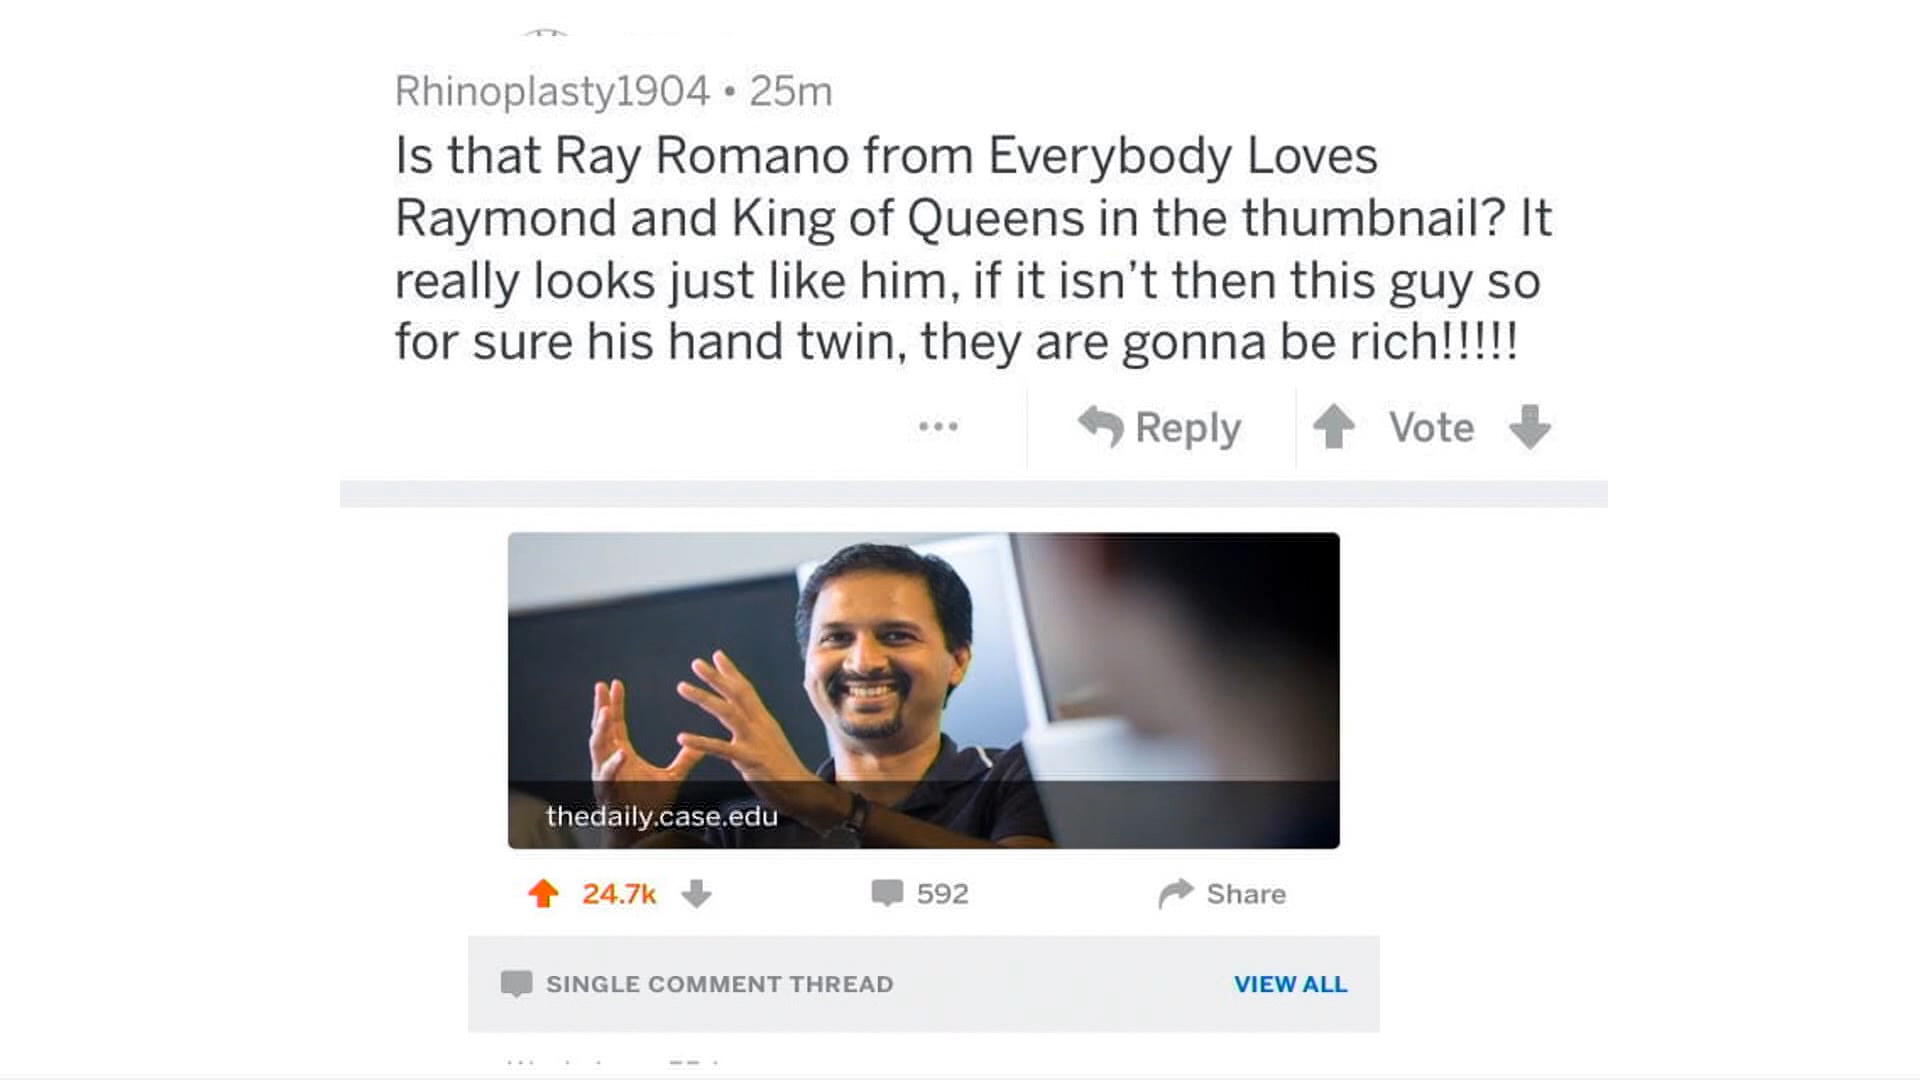 Rhinoplasty1904 • 25m
Is that Ray Romano from Everybody Loves
Raymond and King of Queens in the thumbnail? It
really looks just like him, if it isn't then this guy so
for sure his hand twin, they are gonna be rich!!!!!
... Reply Vote
thedaily.case.edu
24.7k 592 Share
SINGLE COMMENT THREAD VIEW ALL